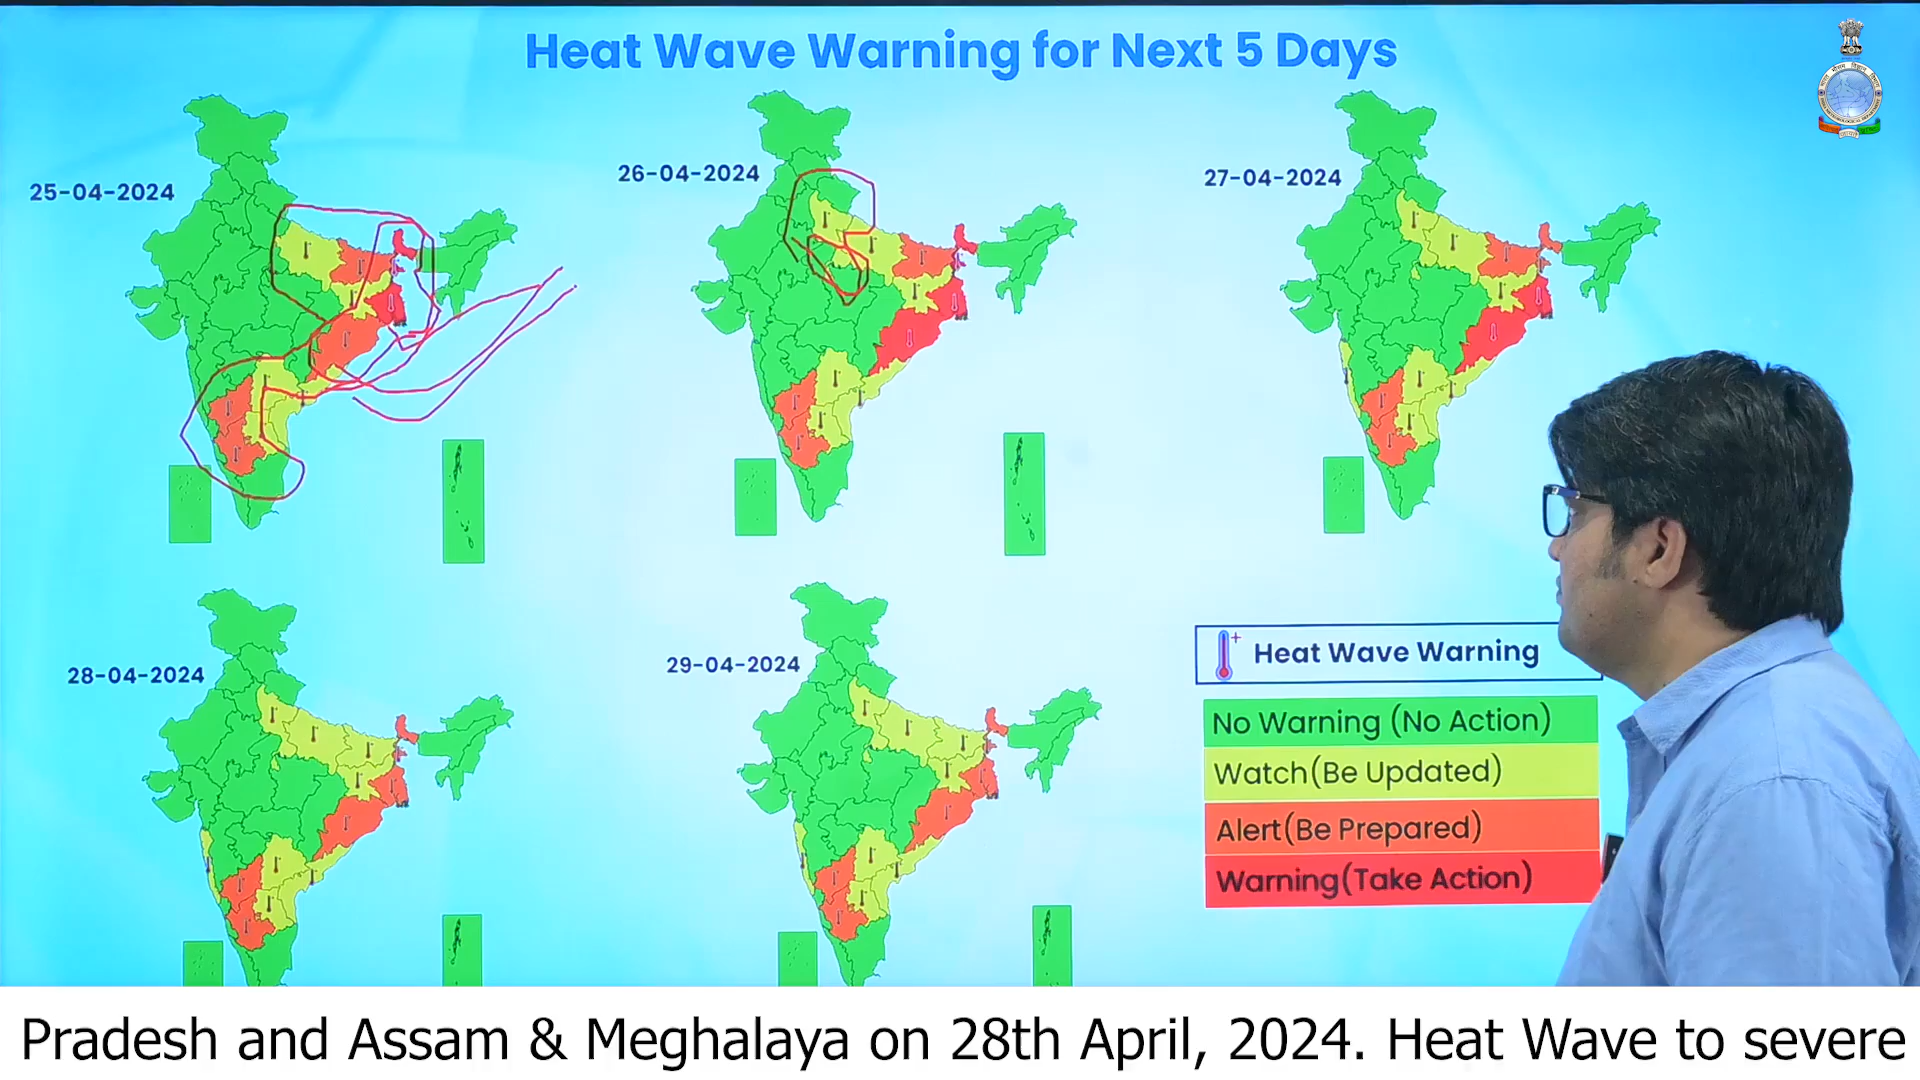 Heat Wave Warning for Next 5 Days
25-04-2024
26-04-2024
27-04-2024
28-04-2024
29-04-2024
Heat Wave Warning
No Warning (No Action)
Watch(Be Updated)
Alert(Be Prepared)
Warning(Take Action)
Pradesh and Assam & Meghalaya on 28th April, 2024. Heat Wave to severe